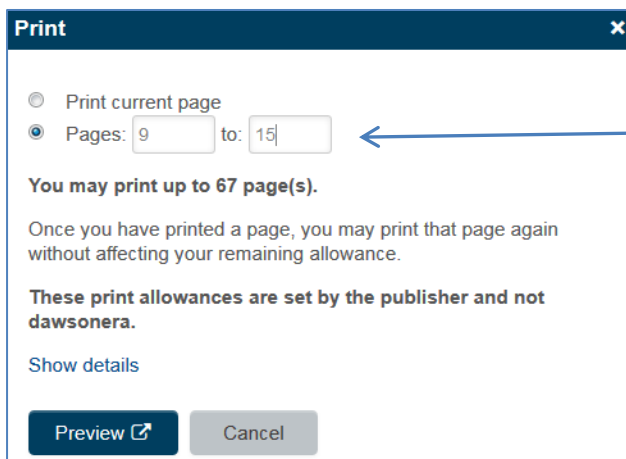 Print ×
Print current page
Pages: 9 to: 15
You may print up to 67 page(s).
Once you have printed a page, you may print that page again
without affecting your remaining allowance.
These print allowances are set by the publisher and not
dawsonera.
Show details
Preview Cancel